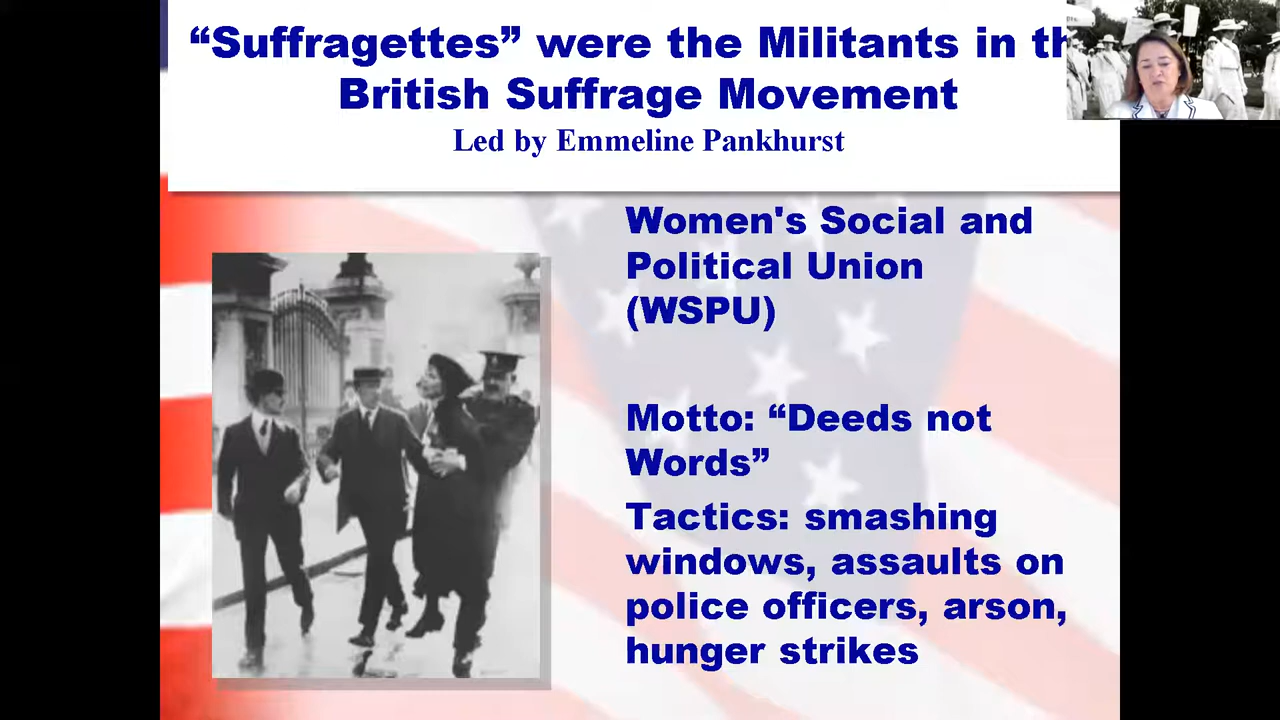 “Suffragettes” were the Militants in th
British Suffrage Movement
Led by Emmeline Pankhurst
Women's Social and
Political Union
(WSPU)
Motto: “Deeds not
Words”
Tactics: smashing
windows, assaults on
police officers, arson,
hunger strikes